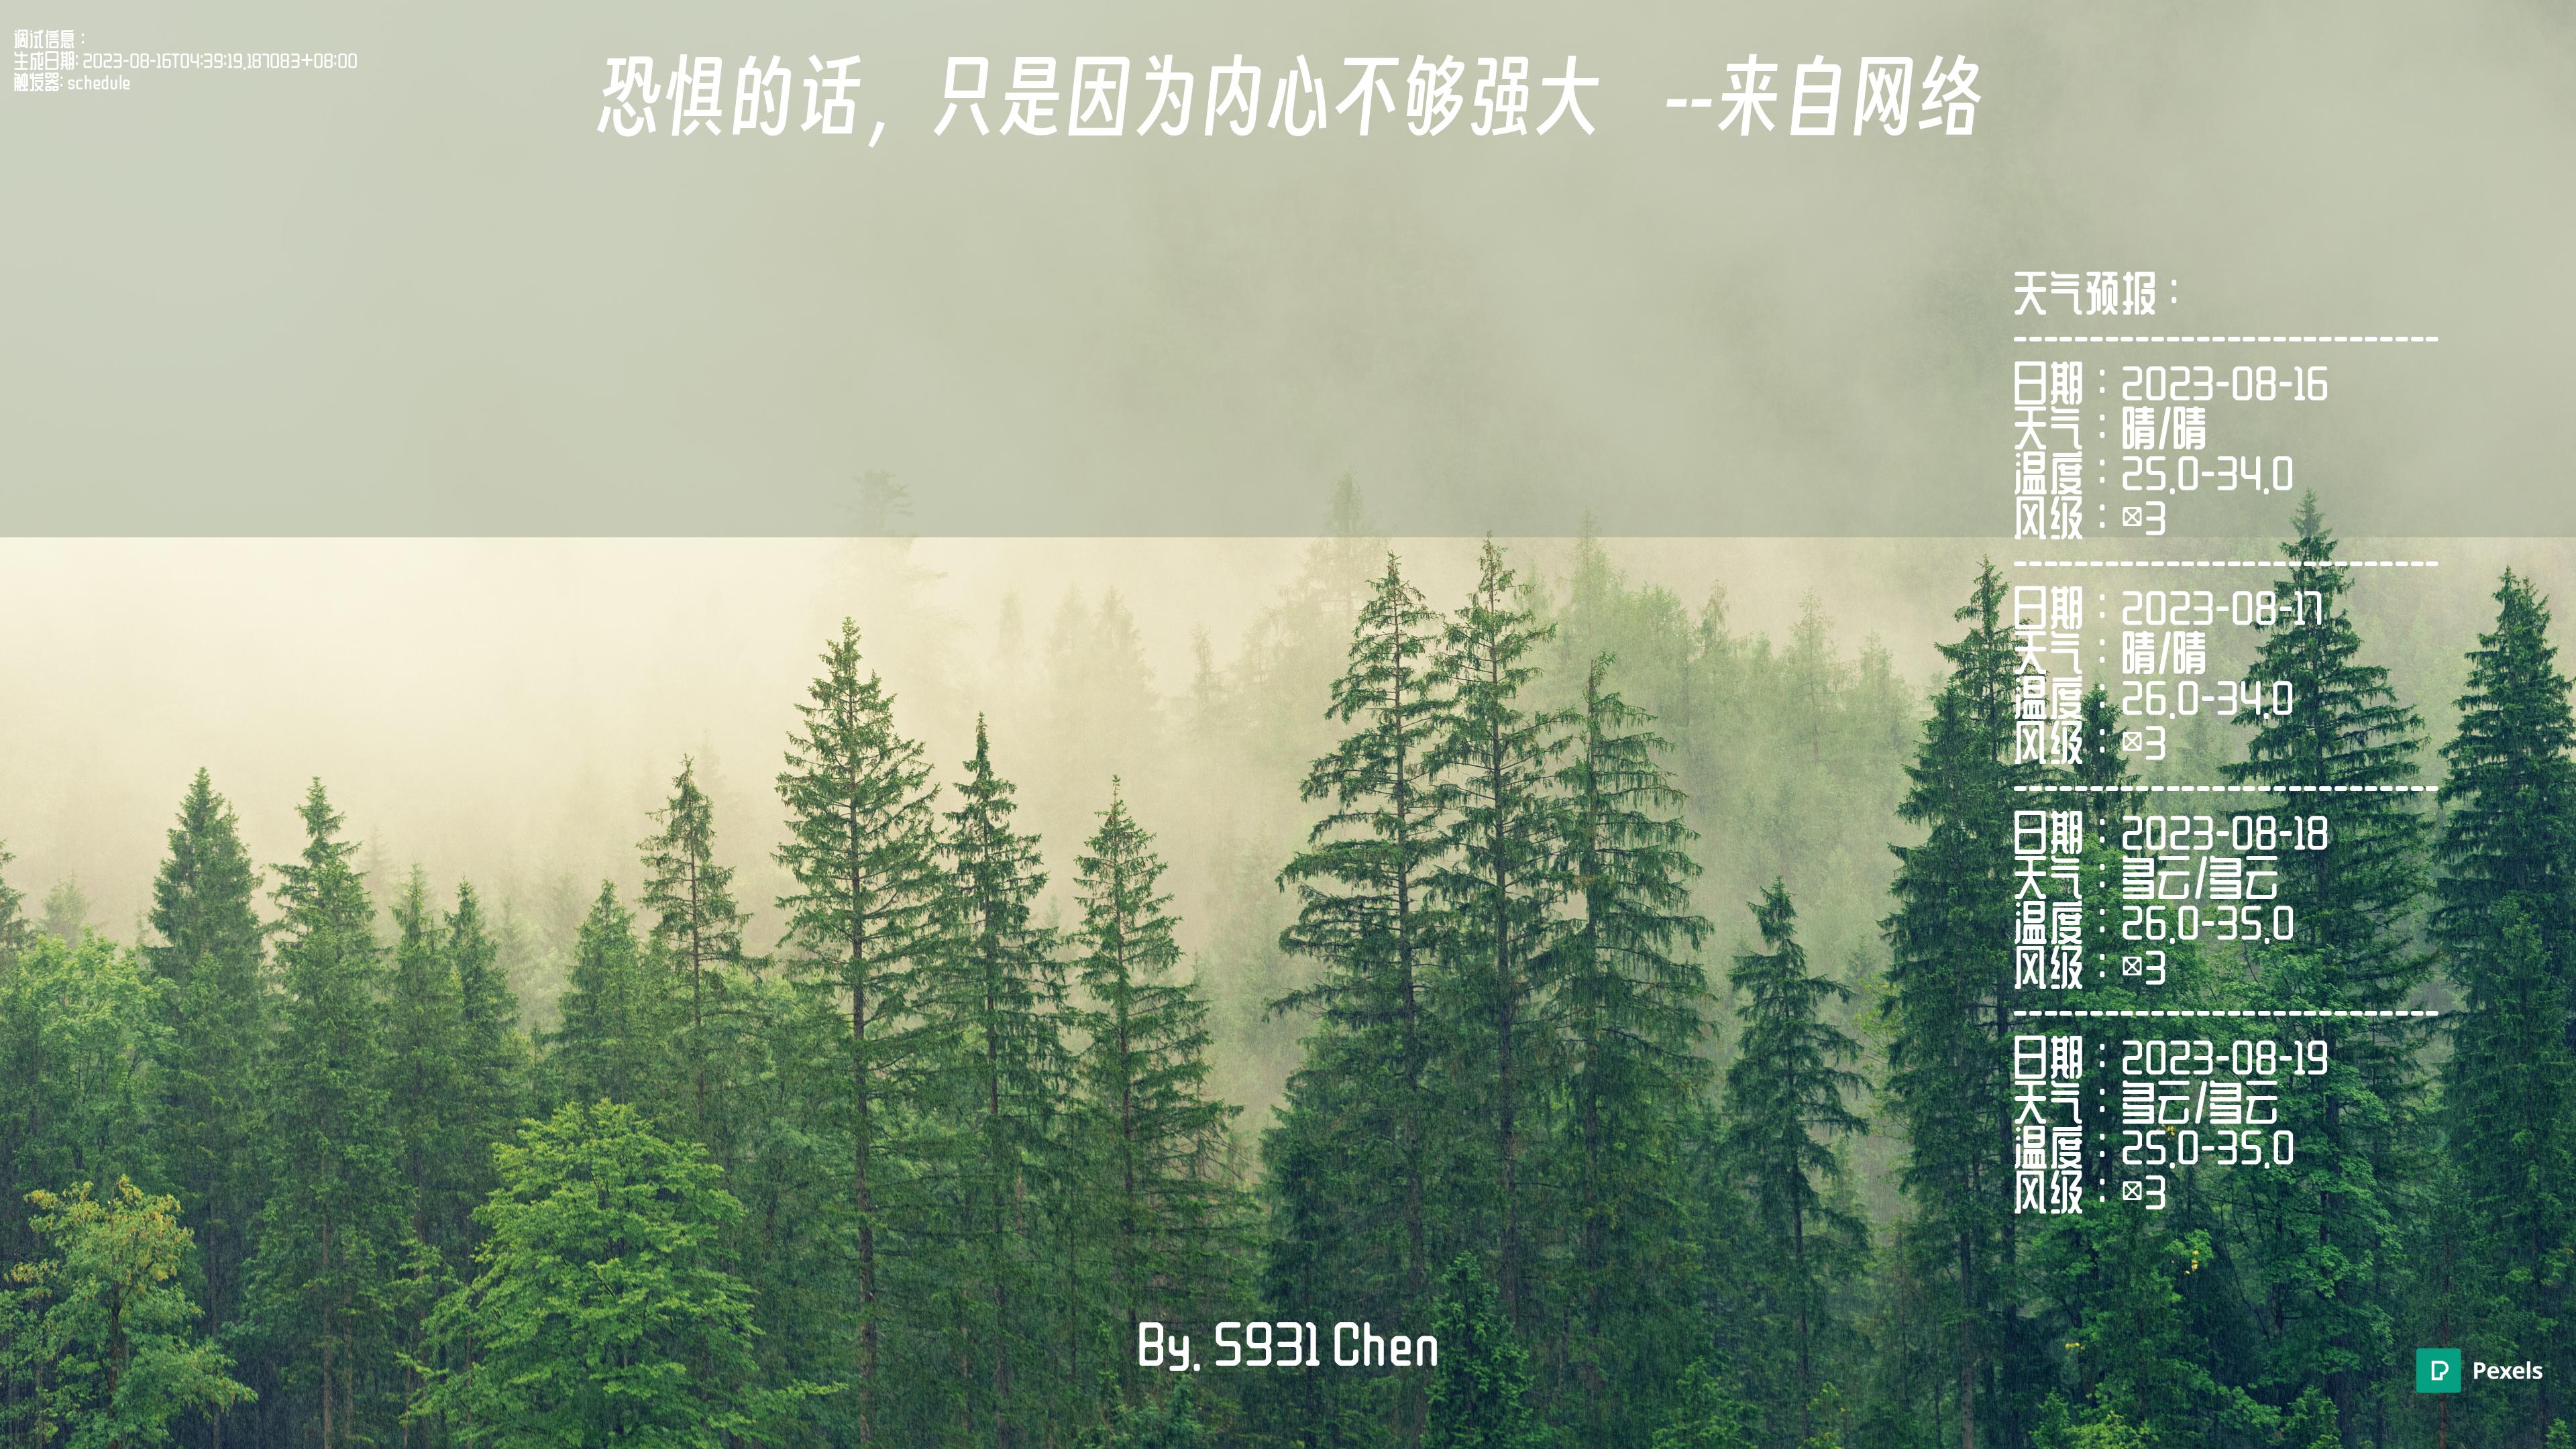 调试信息：
生成日期: 2023-08-16T04:39:19.187083+08:00
触发器: schedule
恐惧的话，只是因为内心不够强大 --来自网络
天气预报：
----------------------------
日期：2023-08-16
天气：晴/晴
温度：25.0-34.0
风级：3
----------------------------
日期：2023-08-17
天气：晴/晴
温度：26.0-34.0
风级：3
----------------------------
日期：2023-08-18
天气：多云/多云
温度：26.0-35.0
风级：3
----------------------------
日期：2023-08-19
天气：多云/多云
温度：25.0-35.0
风级：3
By. S931 Chen
Pexels